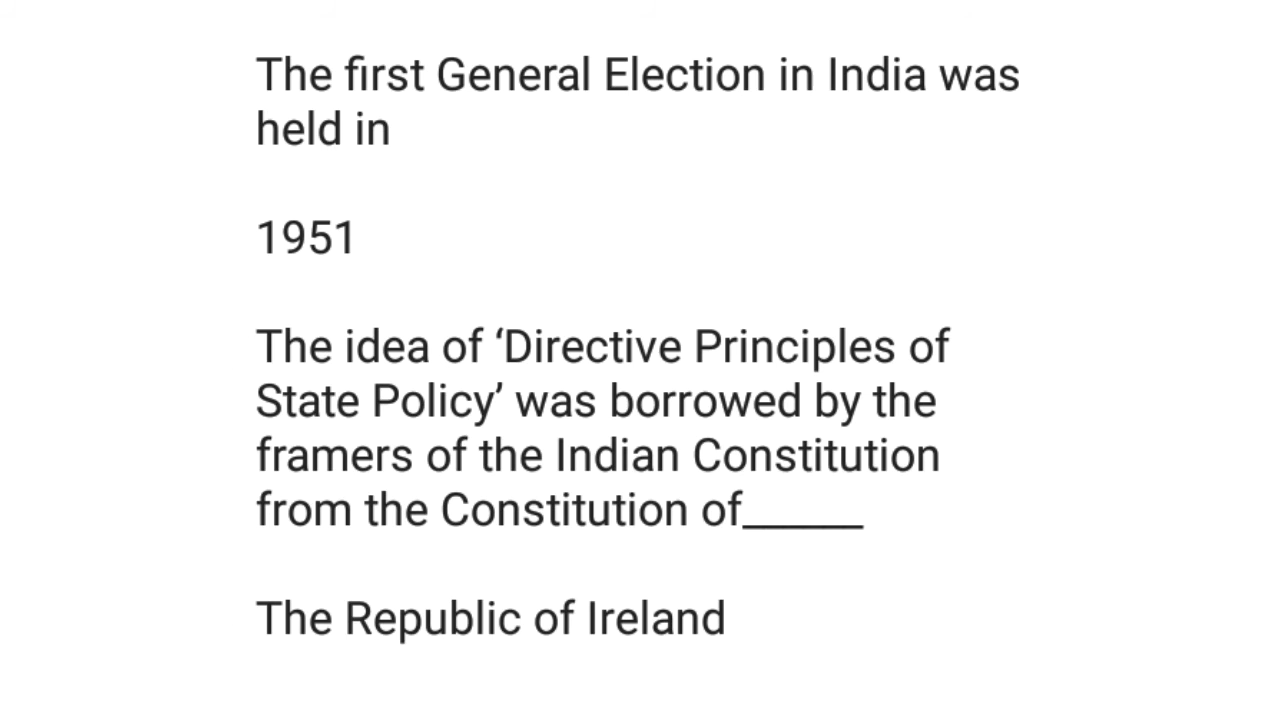 The first General Election in India was
held in
1951
The idea of ‘Directive Principles of
State Policy’ was borrowed by the
framers of the Indian Constitution
from the Constitution of______
The Republic of Ireland